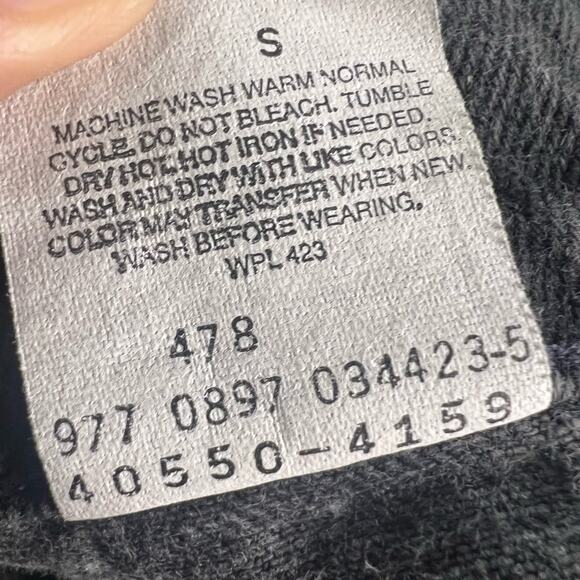 S
MACHINE WASH WARM NORMAL
CYCLE. DO NOT BLEACH. TUMBLE
DRY HOT. HOT IRON IF NEEDED.
WASH AND DRY WITH LIKE COLORS.
COLOR MAY TRANSFER WHEN NEW.
WASH BEFORE WEARING.
WPL 423
478
977 0897 034423-5
40550-4159